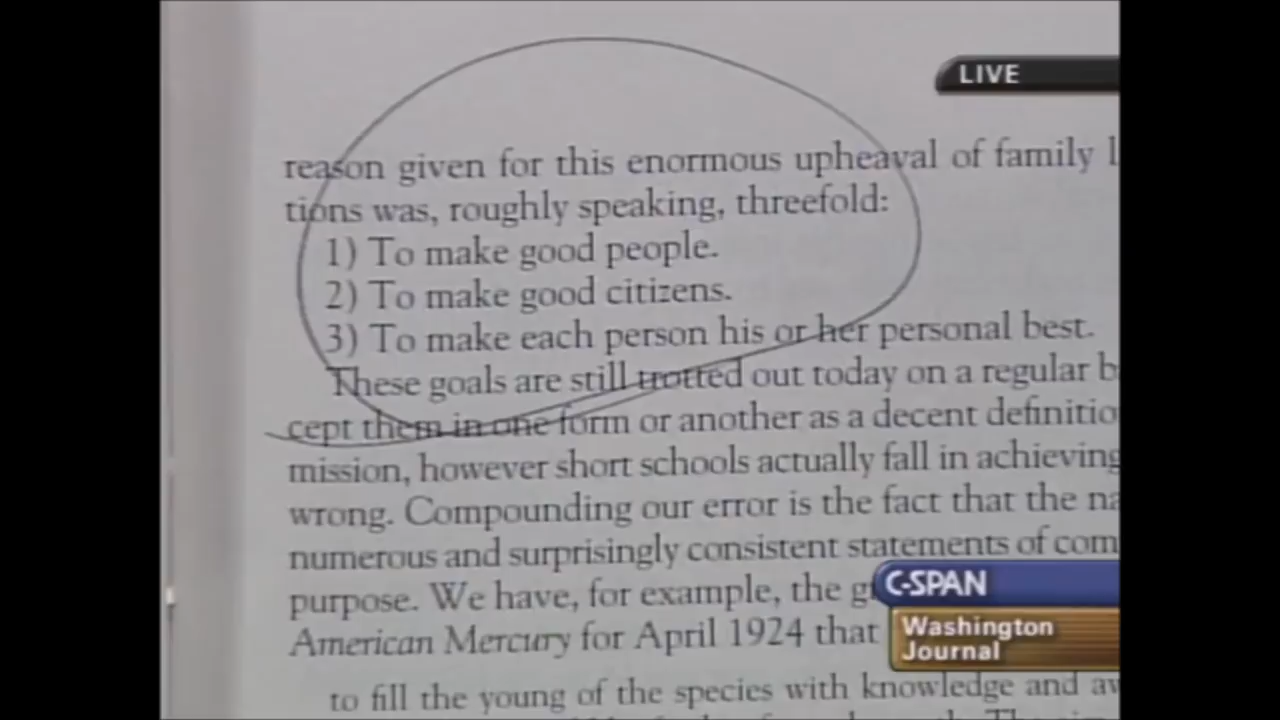 LIVE
reason given for this enormous upheaval of family
tions was, roughly speaking, threefold:
1) To make good people.
2) To make good citizens.
3) To make each person his or her personal best.
These goals are still trotted out today on a regular
cept them in one form or another as a decent
mission, however short schools actually fall in achieving
wrong. Compounding our error is the fact that the
numerous and surprisingly consistent statements of
purpose. We have, for example, the
American Mercury for April 1924 that
to fill the young of the species with knowledge and
C-SPAN
Washington
Journal